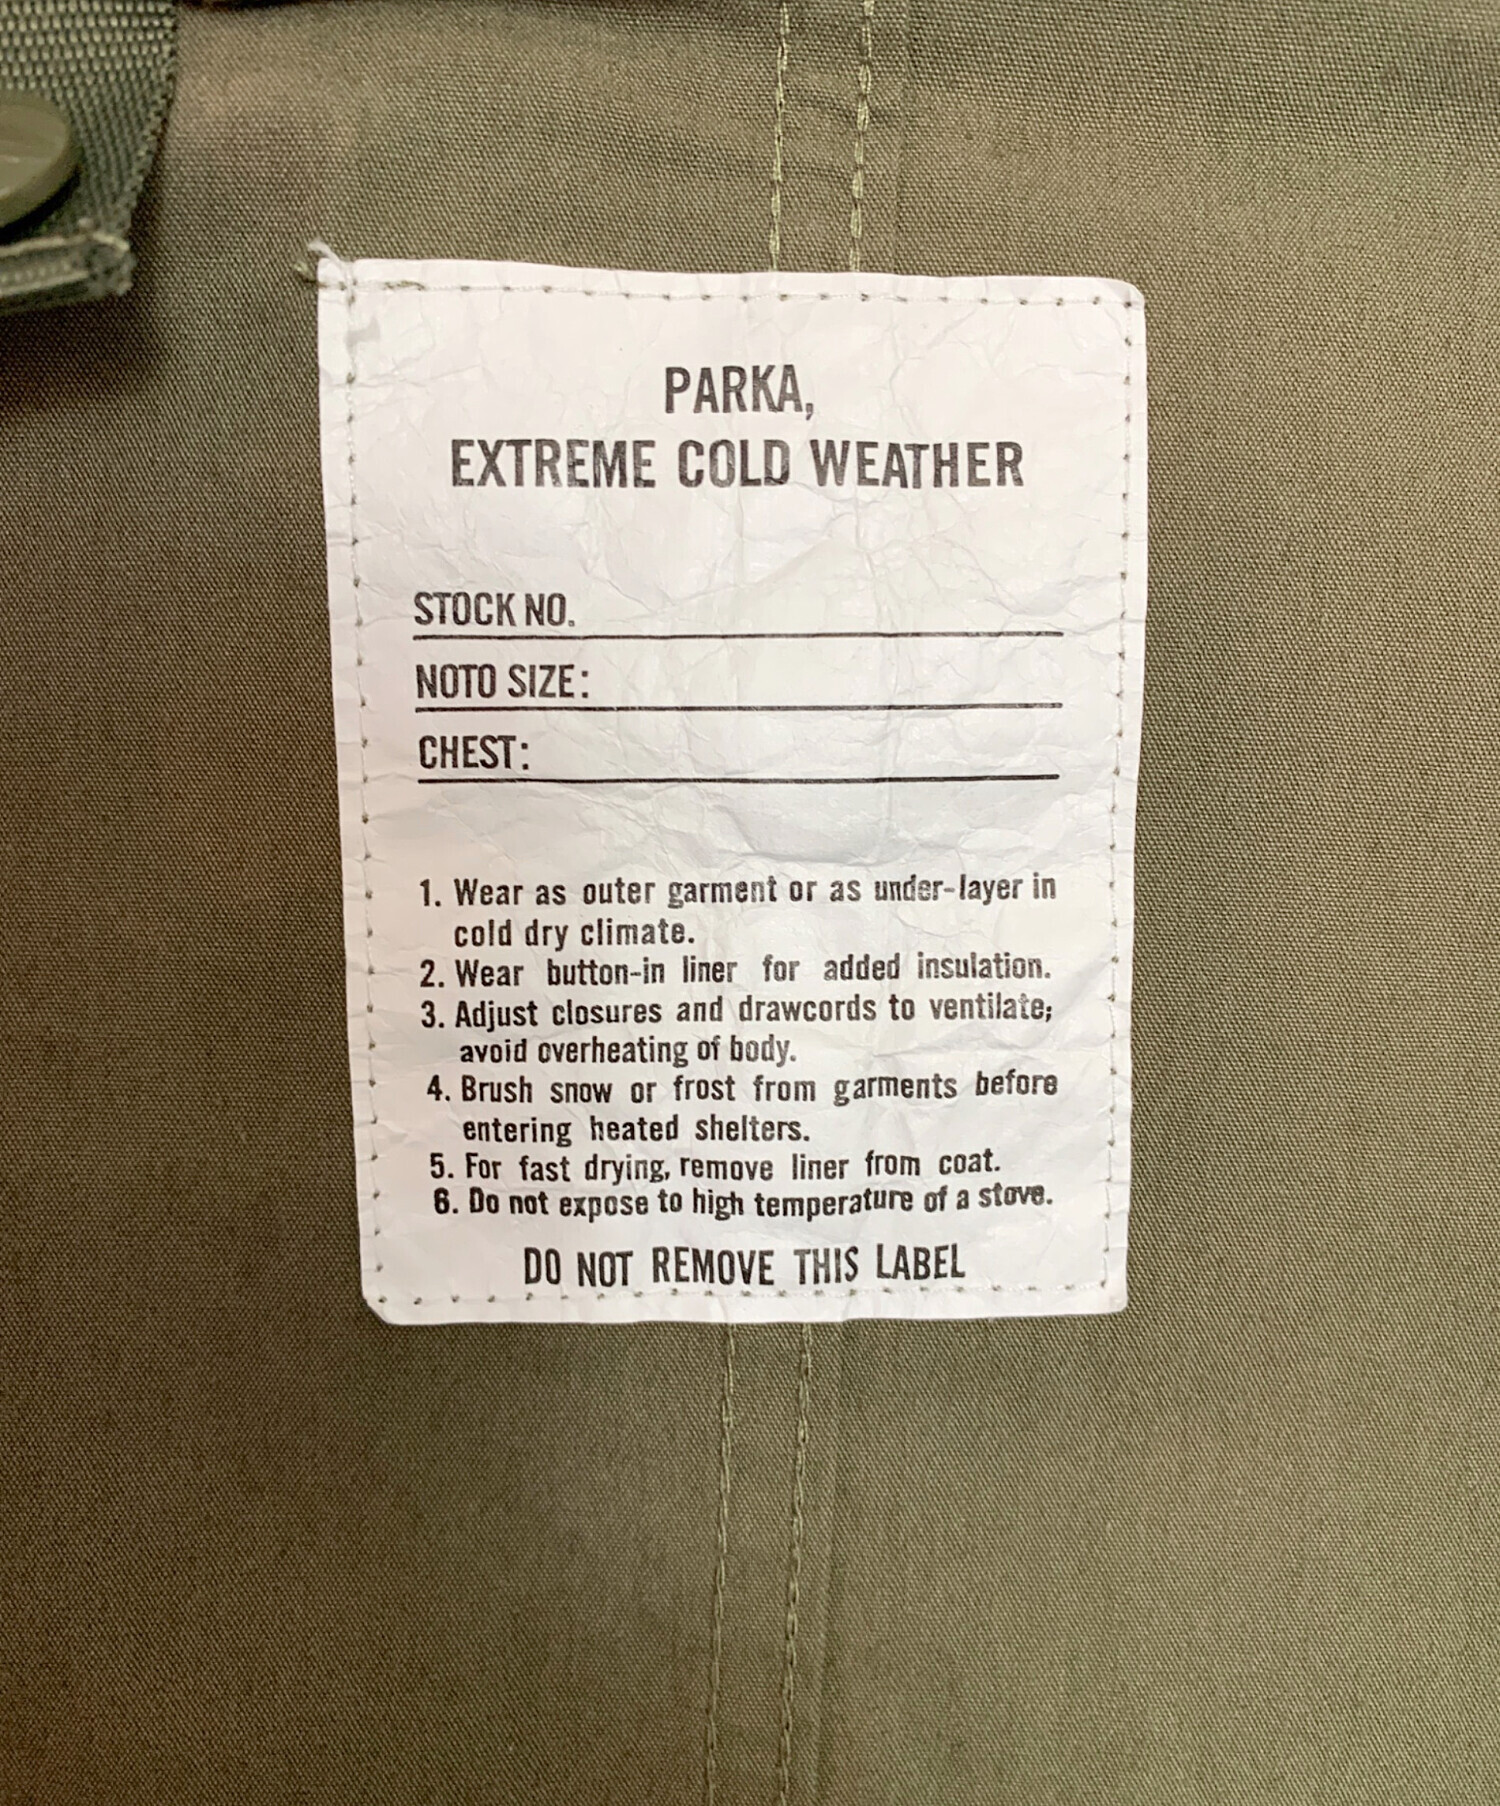 PARKA,
EXTREME COLD WEATHER
STOCK NO.
NOTO SIZE:
CHEST:
1. Wear as outer garment or as under-layer in
cold dry climate.
2. Wear button-in liner for added insulation.
3. Adjust closures and drawcords to ventilate;
avoid overheating of body.
4. Brush snow or frost from garments before
entering heated shelters.
5. For fast drying, remove liner from coat.
6. Do not expose to high temperature of a stove.
DO NOT REMOVE THIS LABEL